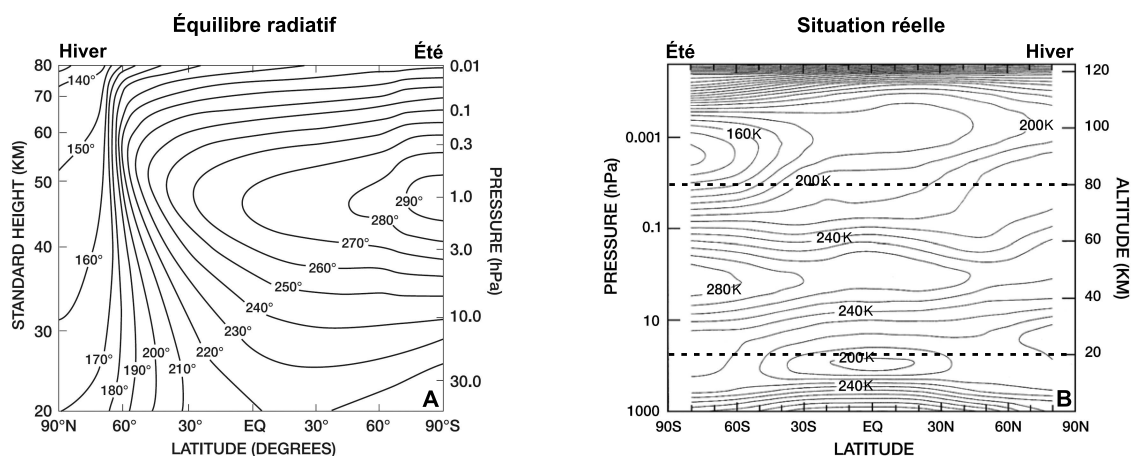 Équilibre radiatif
Hiver
Été
80
70
60
50
40
30
20
STANDARD HEIGHT (KM)
0.01
0.1
0.3
1.0
3.0
10.0
30.0
PRESSURE (hPa)
140°
150°
160°
170°
180°
190°
200°
210°
220°
230°
240°
250°
260°
270°
280°
290°
A
90°N
60°
30°
EQ
30°
60°
90°S
LATITUDE (DEGREES)
Situation réelle
Été
Hiver
0.001
0.1
10
1000
PRESSURE (hPa)
120
100
80
60
40
20
0
ALTITUDE (KM)
160K
200K
200K
240K
280K
240K
200K
240K
B
90S
60S
30S
EQ
30N
60N
90N
LATITUDE